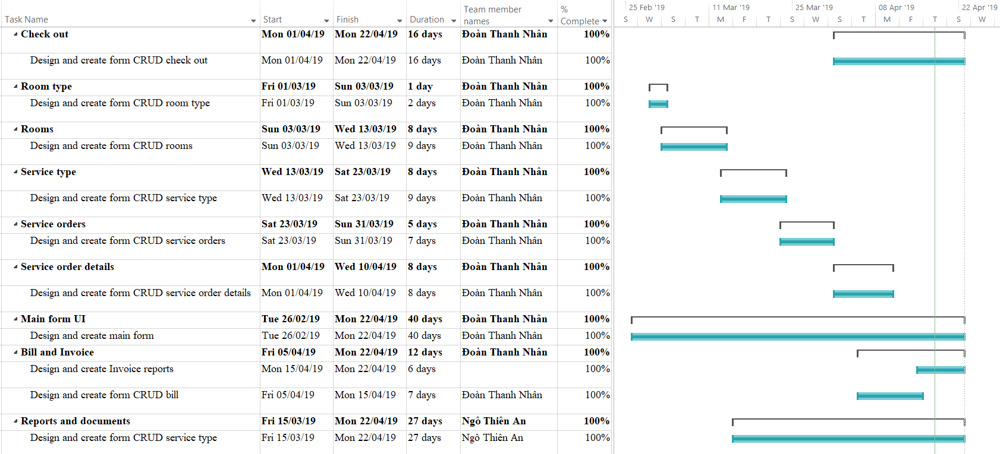 25 Feb '19 11 Mar '19 25 Mar '19 08 Apr '19 22 Apr '19
Task Name Start Finish Duration Team member names % Complete S W S T M F T S W S T M F T S W
Check out Mon 01/04/19 Mon 22/04/19 16 days Đoàn Thanh Nhân 100%
Design and create form CRUD check out Mon 01/04/19 Mon 22/04/19 16 days Đoàn Thanh Nhân 100%
Room type Fri 01/03/19 Sun 03/03/19 1 day Đoàn Thanh Nhân 100%
Design and create form CRUD room type Fri 01/03/19 Sun 03/03/19 2 days Đoàn Thanh Nhân 100%
Rooms Sun 03/03/19 Wed 13/03/19 8 days Đoàn Thanh Nhân 100%
Design and create form CRUD rooms Sun 03/03/19 Wed 13/03/19 9 days Đoàn Thanh Nhân 100%
Service type Wed 13/03/19 Sat 23/03/19 8 days Đoàn Thanh Nhân 100%
Design and create form CRUD service type Wed 13/03/19 Sat 23/03/19 9 days Đoàn Thanh Nhân 100%
Service orders Sat 23/03/19 Sun 31/03/19 5 days Đoàn Thanh Nhân 100%
Design and create form CRUD service orders Sat 23/03/19 Sun 31/03/19 7 days Đoàn Thanh Nhân 100%
Service order details Mon 01/04/19 Wed 10/04/19 8 days Đoàn Thanh Nhân 100%
Design and create form CRUD service order details Mon 01/04/19 Wed 10/04/19 8 days Đoàn Thanh Nhân 100%
Main form UI Tue 26/02/19 Mon 22/04/19 40 days Đoàn Thanh Nhân 100%
Design and create main form Tue 26/02/19 Mon 22/04/19 40 days Đoàn Thanh Nhân 100%
Bill and Invoice Fri 05/04/19 Mon 22/04/19 12 days Đoàn Thanh Nhân 100%
Design and create Invoice reports Mon 15/04/19 Mon 22/04/19 6 days 100%
Design and create form CRUD bill Fri 05/04/19 Mon 15/04/19 7 days Đoàn Thanh Nhân 100%
Reports and documents Fri 15/03/19 Mon 22/04/19 27 days Ngô Thiên An 100%
Design and create form CRUD service type Fri 15/03/19 Mon 22/04/19 27 days Ngô Thiên An 100%